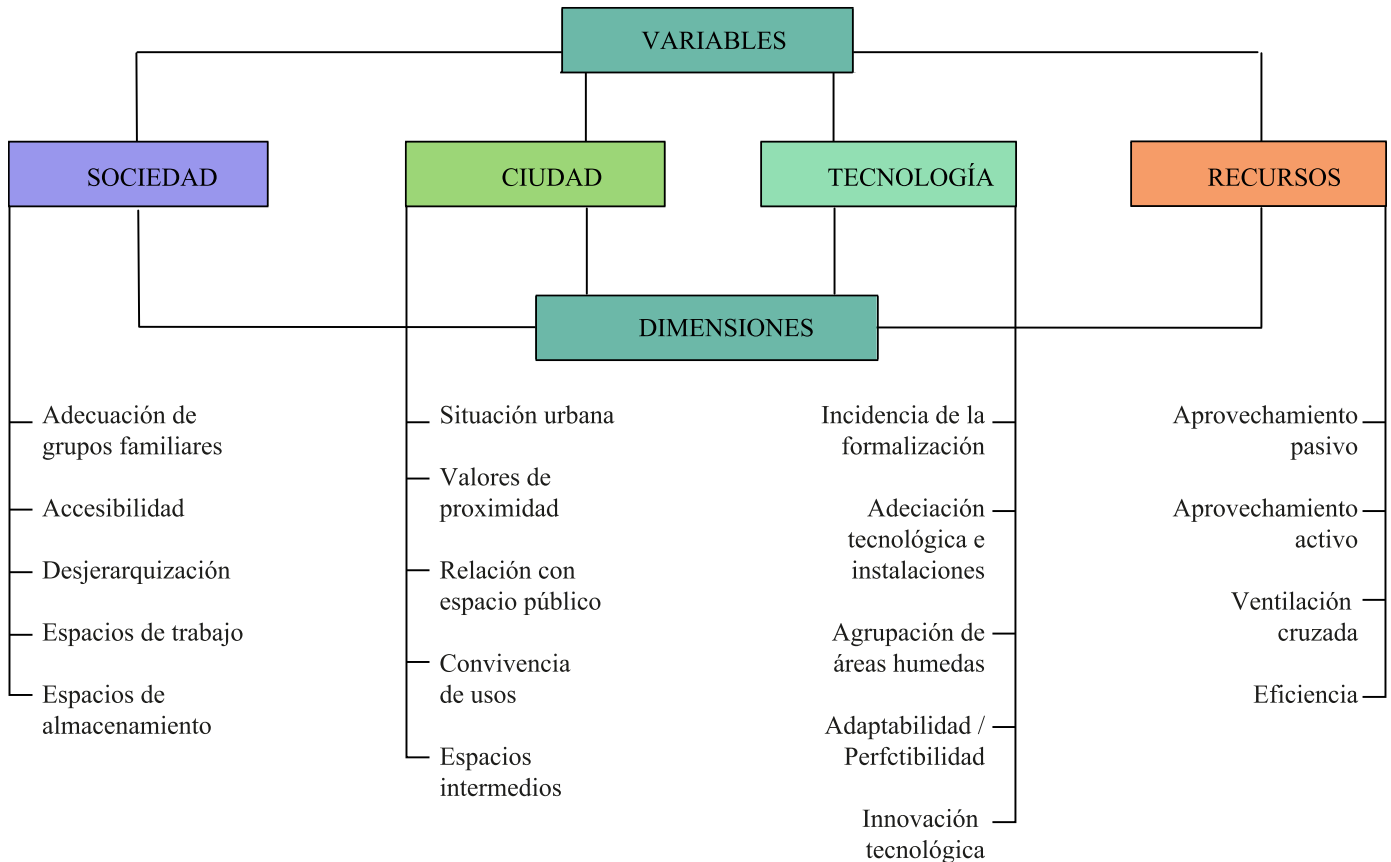 VARIABLES
SOCIEDAD
CIUDAD
TECNOLOGÍA
RECURSOS
DIMENSIONES
Adecuación de
grupos familiares
Accesibilidad
Desjerarquización
Espacios de trabajo
Espacios de
almacenamiento
Situación urbana
Valores de
proximidad
Relación con
espacio público
Convivencia
de usos
Espacios
intermedios
Incidencia de la
formalización
Adeciación
tecnológica e
instalaciones
Agrupación de
áreas humedas
Adaptabilidad /
Perfctibilidad
Innovación
tecnológica
Aprovechamiento
pasivo
Aprovechamiento
activo
Ventilación
cruzada
Eficiencia